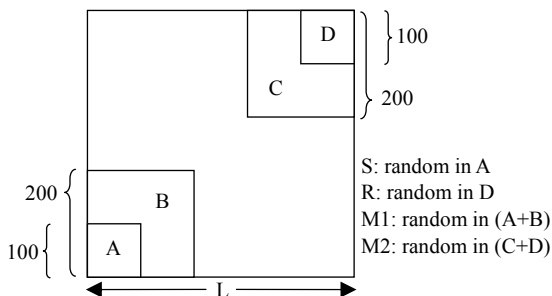 D
100
C
200
S: random in A
R: random in D
M1: random in (A+B)
M2: random in (C+D)
200
B
100
A
L